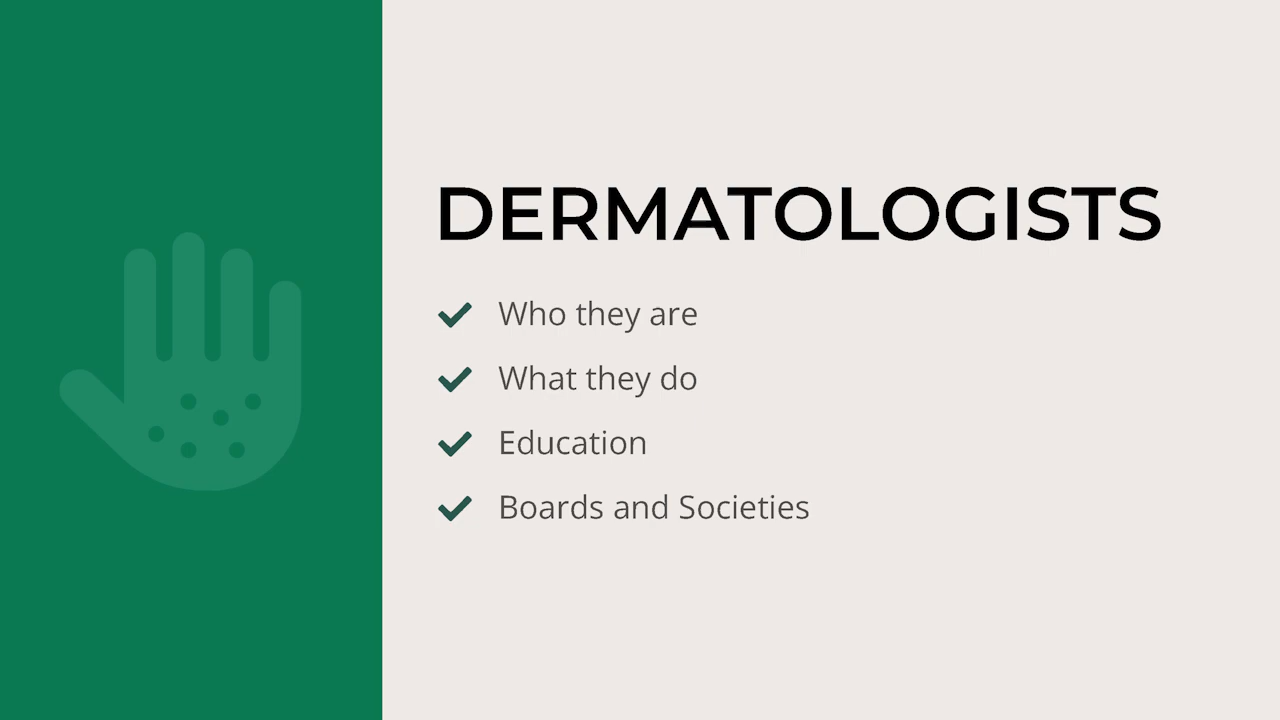 DERMATOLOGISTS
Who they are
What they do
Education
Boards and Societies